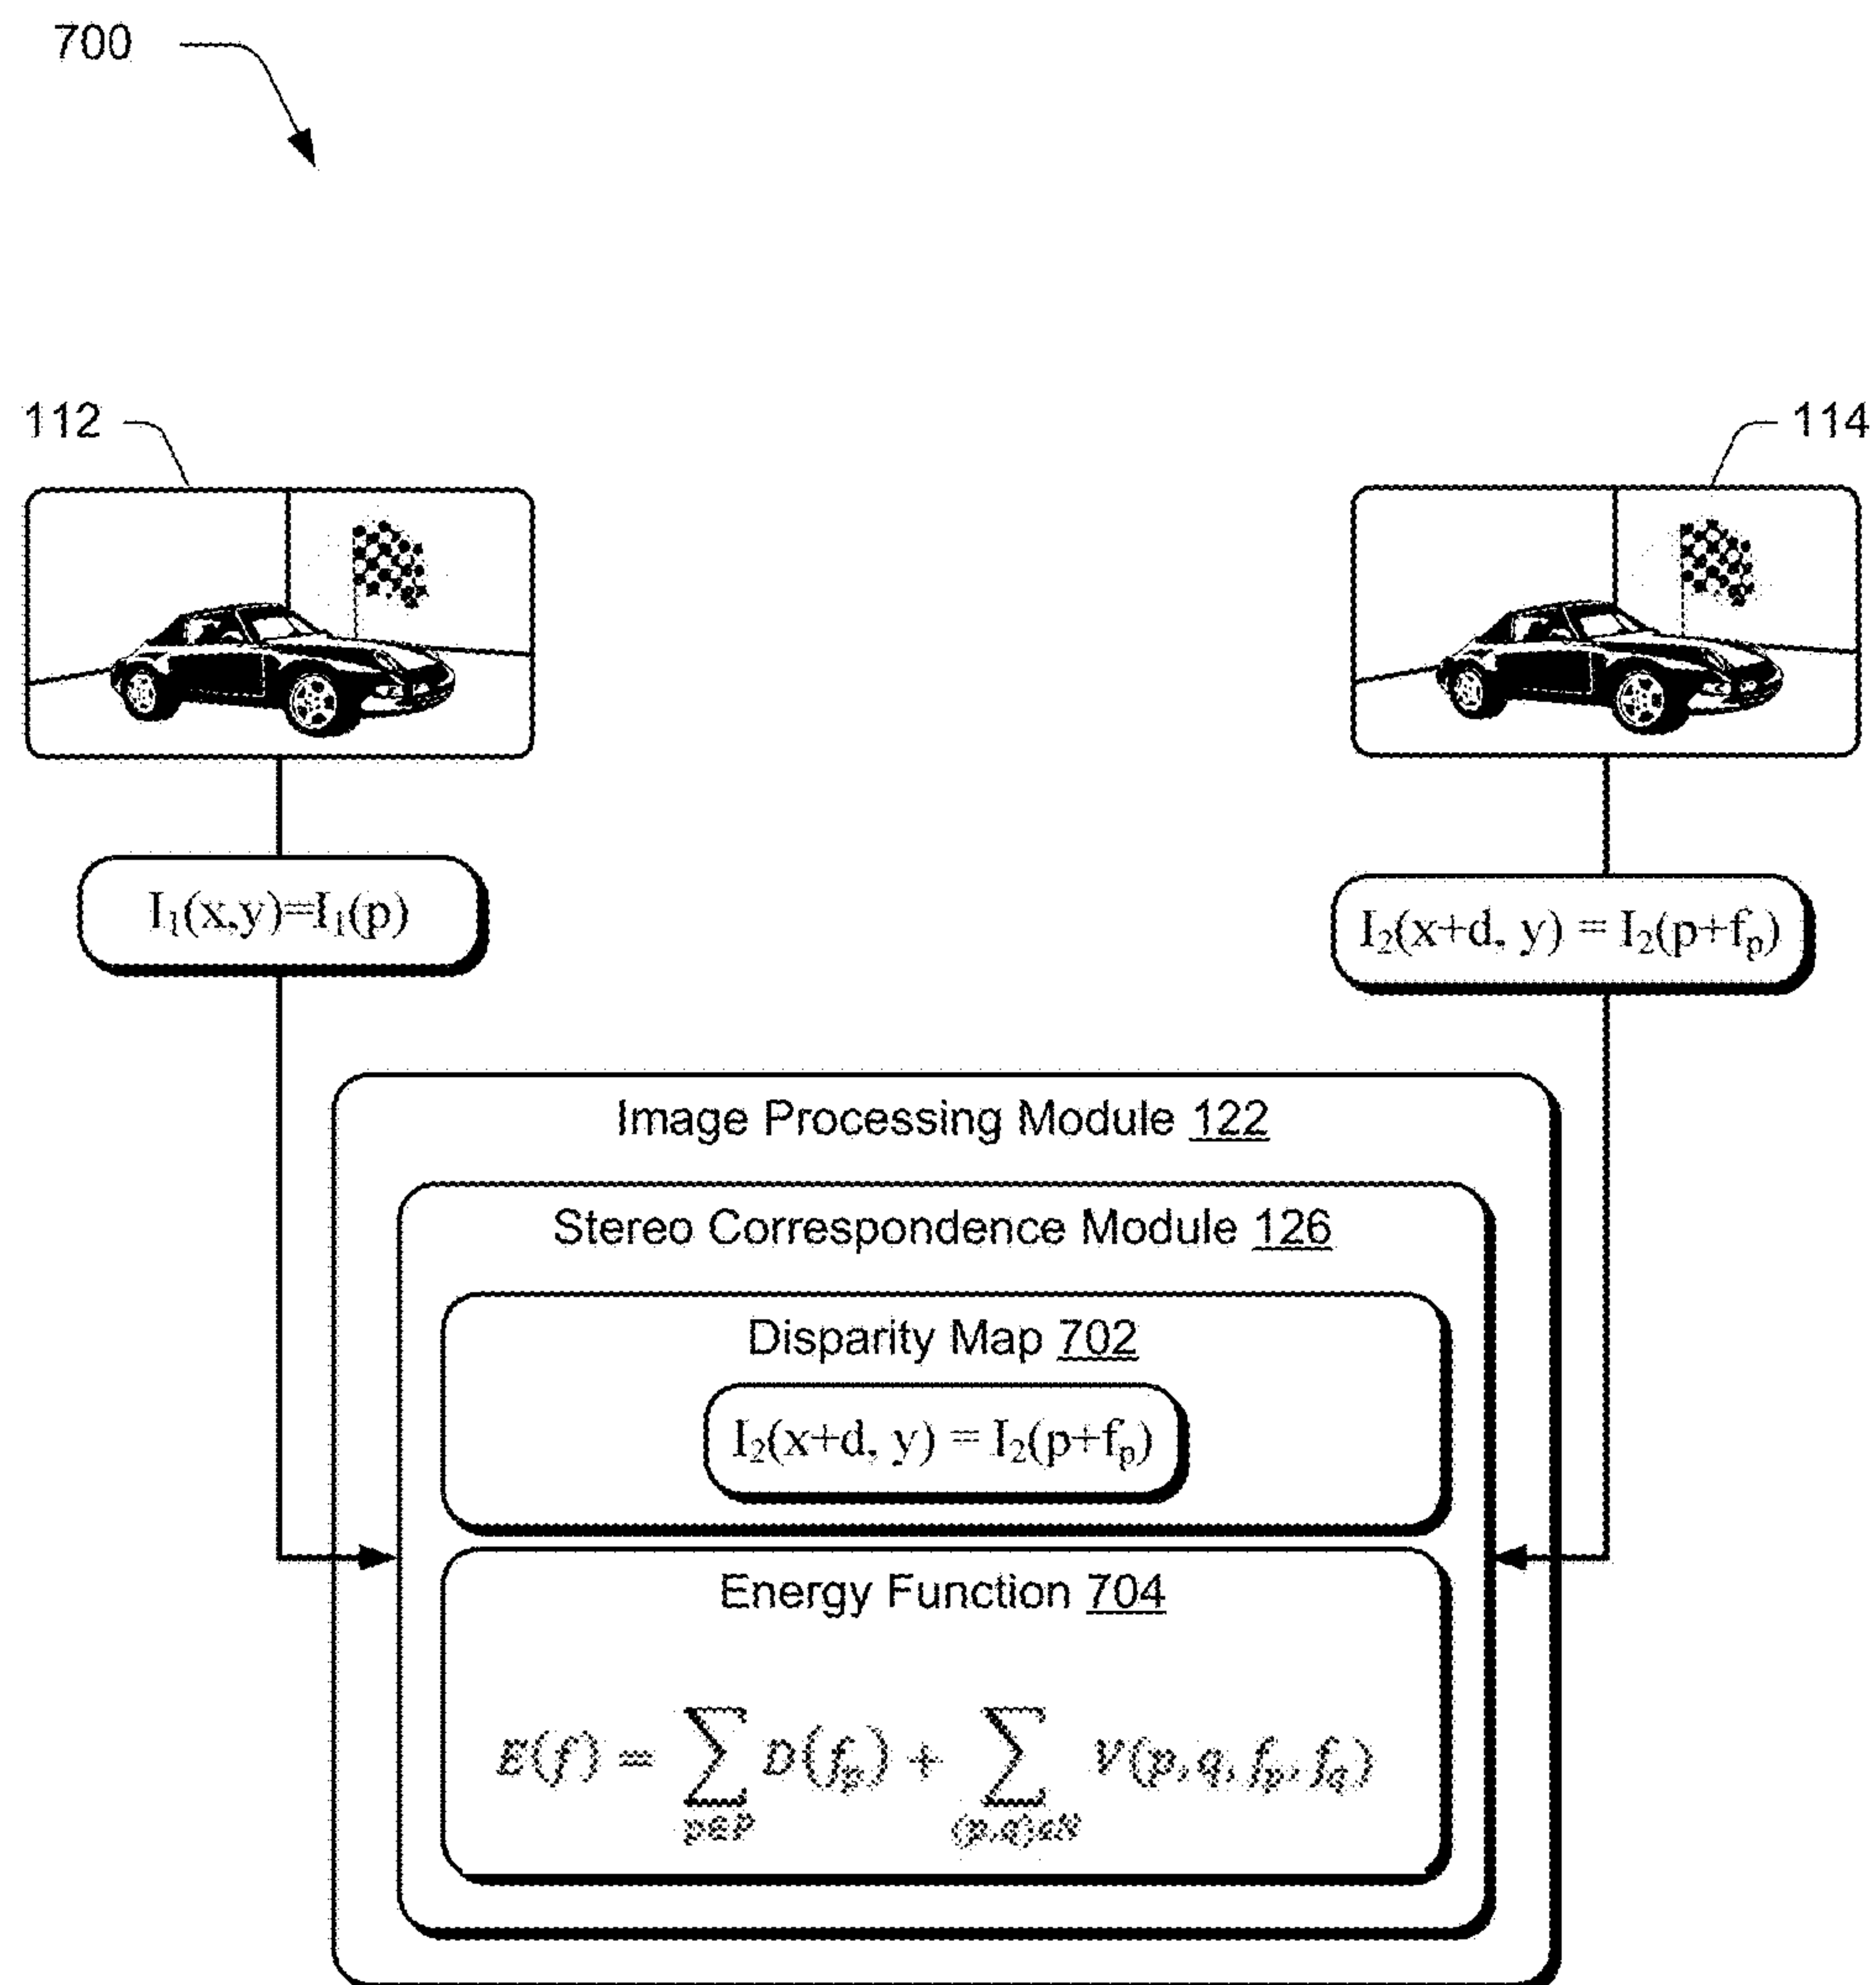 700
112
114
I₁(x,y)=I₁(p)
I₂(x+d, y) = I₂(p+fₚ)
Image Processing Module 122
Stereo Correspondence Module 126
Disparity Map 702
I₂(x+d, y) = I₂(p+fₚ)
Energy Function 704
E(f) = ∑ D(fₚ) + ∑ V(p, q, fₚ, f_q)
p∈P (p,q)∈N